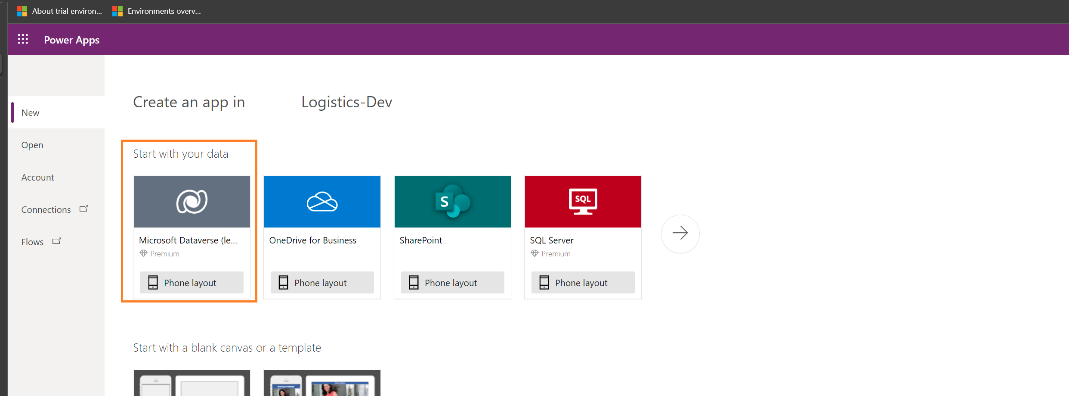 About trial environ... Environments overv...
Power Apps
New
Open
Account
Connections
Flows
Create an app in Logistics-Dev
Start with your data
Microsoft Dataverse (le...
Premium
Phone layout
OneDrive for Business
Phone layout
S
SharePoint
Phone layout
SQL
SQL Server
Premium
Phone layout
Start with a blank canvas or a template